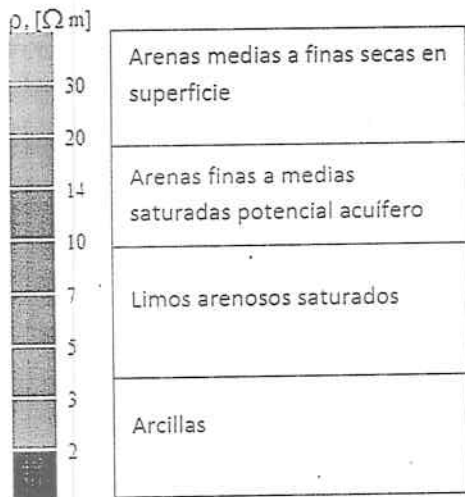 ρ, [Ω m]
30
20
14
10
7
5
3
2
Arenas medias a finas secas en
superficie
Arenas finas a medias
saturadas potencial acuífero
Limos arenosos saturados
Arcillas